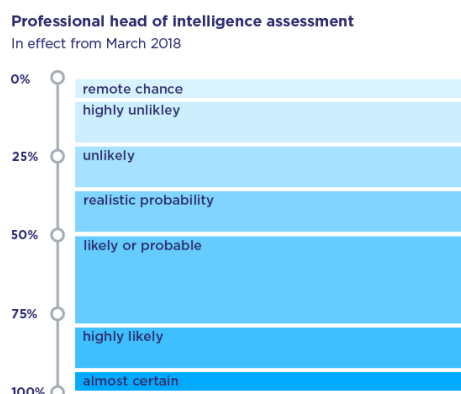 Professional head of intelligence assessment
In effect from March 2018
0%
remote chance
highly unlikley
25%
unlikely
realistic probability
50%
likely or probable
75%
highly likely
almost certain
100%